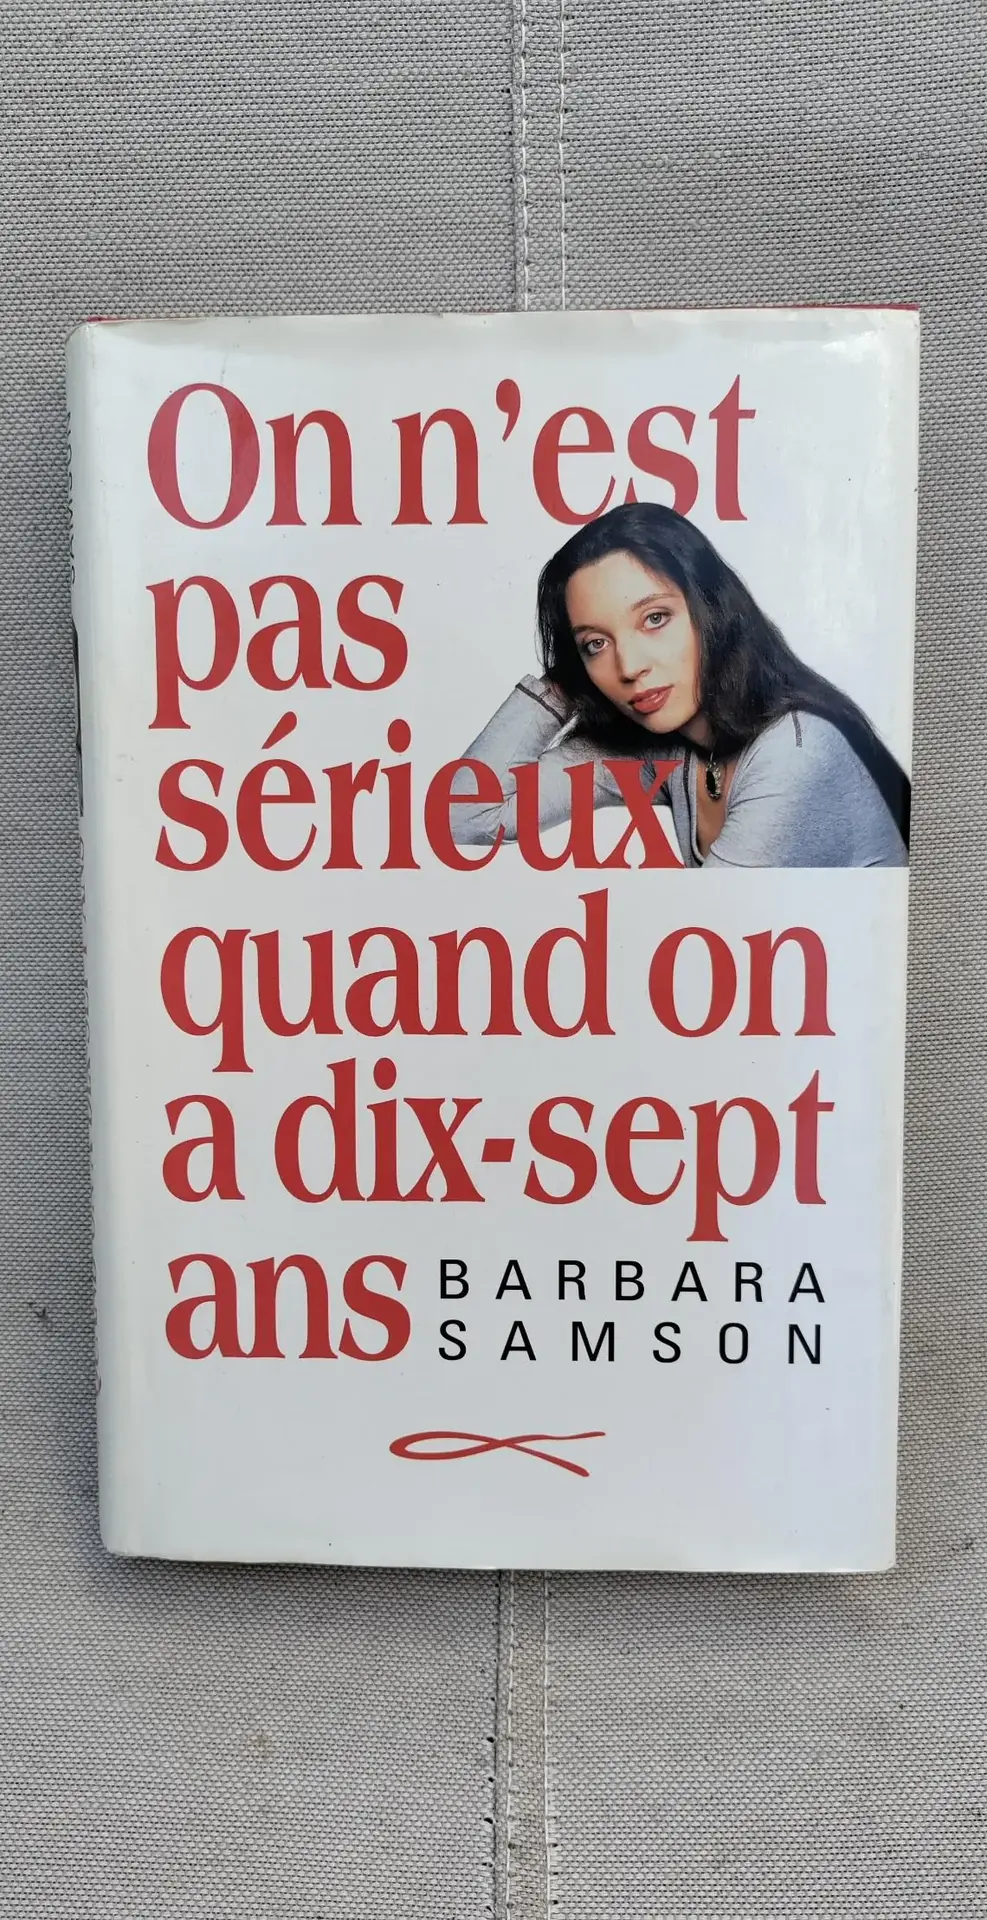 On n'est
pas
sérieux
quand on
a dix-sept
ans
BARBARA
SAMSON